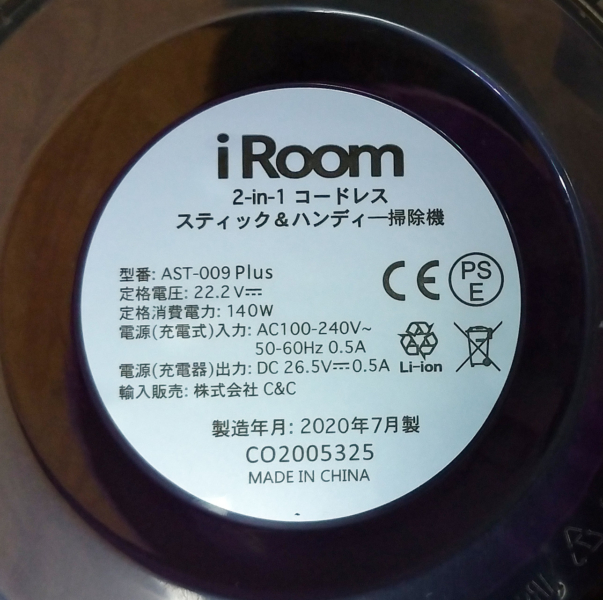 i Room
2-in-1 コードレス
スティック＆ハンディー掃除機
型番: AST-009 Plus
定格電圧: 22.2V⎓
定格消費電力: 140W
電源(充電式)入力: AC100-240V~
50-60Hz 0.5A
電源(充電器)出力: DC 26.5V⎓0.5A
輸入販売: 株式会社 C&C
CE
PS
E
Li-ion
製造年月: 2020年7月製
CO2005325
MADE IN CHINA